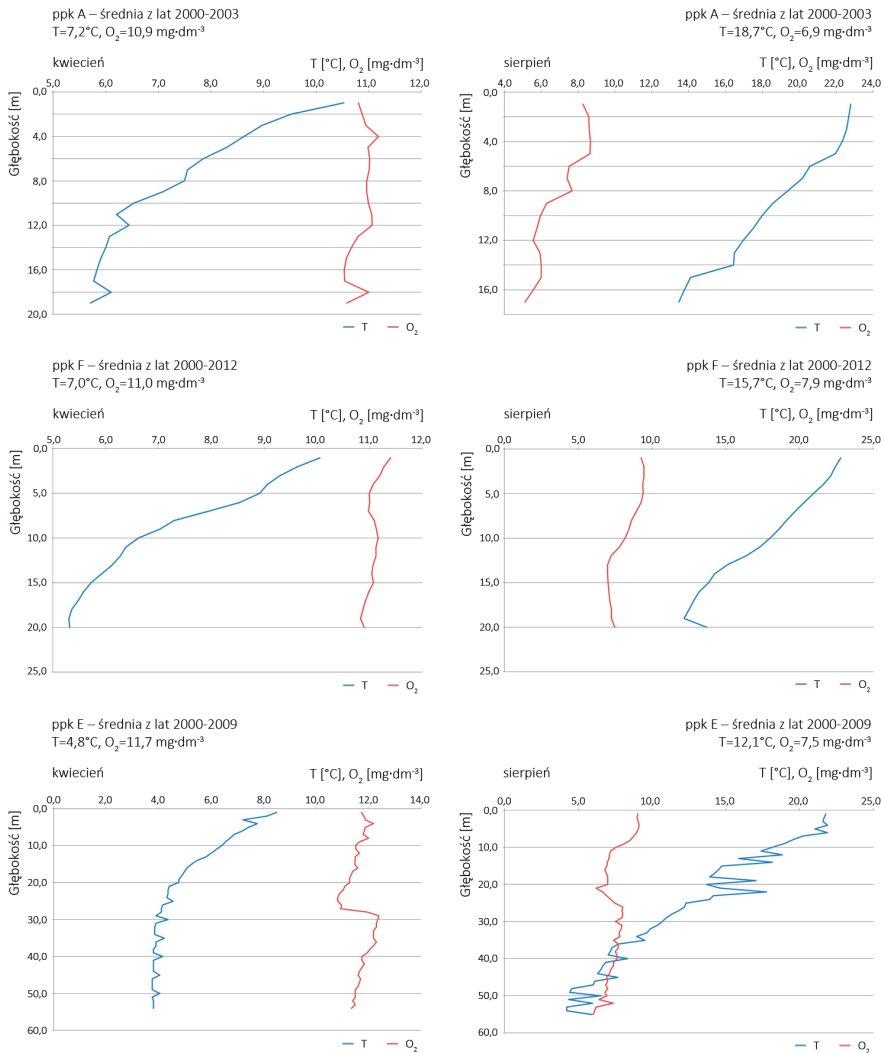 ppk A – średnia z lat 2000-2003
T=7,2°C, O₂=10,9 mg·dm⁻³
kwiecień
T [°C], O₂ [mg·dm⁻³]
5,0 6,0 7,0 8,0 9,0 10,0 11,0 12,0
Głębokość [m]
0,0
4,0
8,0
12,0
16,0
20,0
T O₂
ppk A – średnia z lat 2000-2003
T=18,7°C, O₂=6,9 mg·dm⁻³
sierpień
T [°C], O₂ [mg·dm⁻³]
4,0 6,0 8,0 10,0 12,0 14,0 16,0 18,0 20,0 22,0 24,0
Głębokość [m]
0,0
4,0
8,0
12,0
16,0
T O₂
ppk F – średnia z lat 2000-2012
T=7,0°C, O₂=11,0 mg·dm⁻³
kwiecień
T [°C], O₂ [mg·dm⁻³]
5,0 6,0 7,0 8,0 9,0 10,0 11,0 12,0
Głębokość [m]
0,0
5,0
10,0
15,0
20,0
25,0
T O₂
ppk F – średnia z lat 2000-2012
T=15,7°C, O₂=7,9 mg·dm⁻³
sierpień
T [°C], O₂ [mg·dm⁻³]
0,0 5,0 10,0 15,0 20,0 25,0
Głębokość [m]
0,0
5,0
10,0
15,0
20,0
25,0
T O₂
ppk E – średnia z lat 2000-2009
T=4,8°C, O₂=11,7 mg·dm⁻³
kwiecień
T [°C], O₂ [mg·dm⁻³]
0,0 2,0 4,0 6,0 8,0 10,0 12,0 14,0
Głębokość [m]
0,0
10,0
20,0
30,0
40,0
50,0
60,0
T O₂
ppk E – średnia z lat 2000-2009
T=12,1°C, O₂=7,5 mg·dm⁻³
sierpień
T [°C], O₂ [mg·dm⁻³]
0,0 5,0 10,0 15,0 20,0 25,0
Głębokość [m]
0,0
10,0
20,0
30,0
40,0
50,0
60,0
T O₂